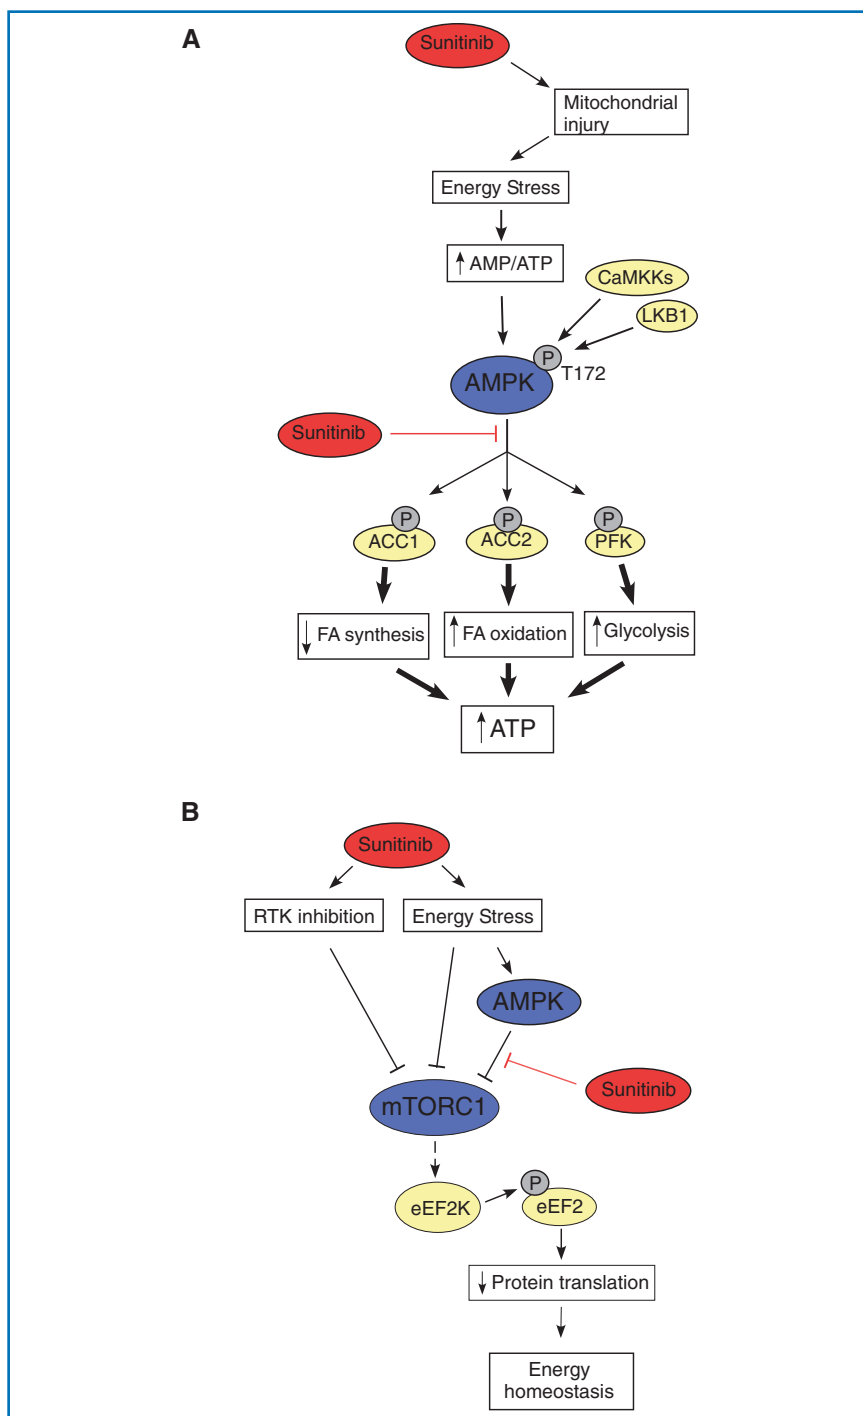 A
Sunitinib
Mitochondrial
injury
Energy Stress
↑ AMP/ATP
CaMKKs
LKB1
P
T172
AMPK
Sunitinib
P
P
P
ACC1
ACC2
PFK
↓ FA synthesis
↑ FA oxidation
↑ Glycolysis
↑ ATP
B
Sunitinib
RTK inhibition
Energy Stress
AMPK
Sunitinib
mTORC1
P
eEF2K
eEF2
↓ Protein translation
Energy
homeostasis